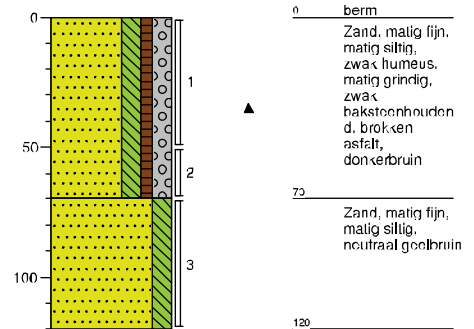 0
50
100
1
2
3
0 berm
Zand, matig fijn,
matig siltig,
zwak humeus,
matig grindig,
zwak
baksteenhouden
d, brokken
asfalt,
donkerbruin
70
Zand, matig fijn,
matig siltig,
neutraal geelbruin
120